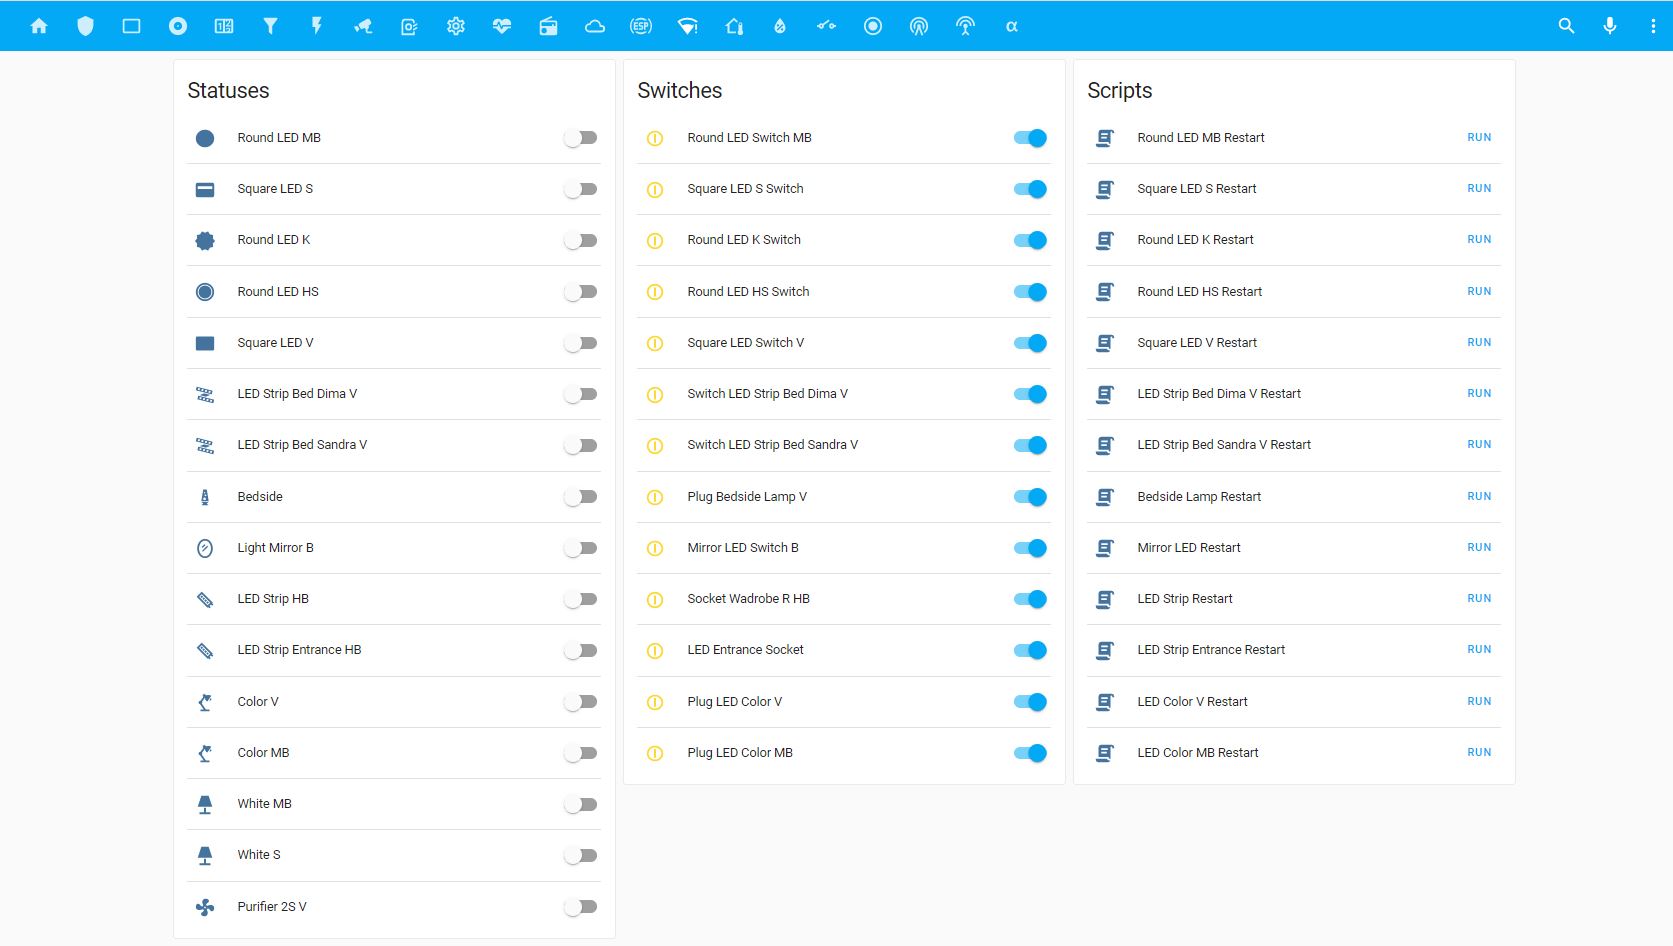 Statuses
Round LED MB
Square LED S
Round LED K
Round LED HS
Square LED V
LED Strip Bed Dima V
LED Strip Bed Sandra V
Bedside
Light Mirror B
LED Strip HB
LED Strip Entrance HB
Color V
Color MB
White MB
White S
Purifier 2S V
Switches
Round LED Switch MB
Square LED S Switch
Round LED K Switch
Round LED HS Switch
Square LED Switch V
Switch LED Strip Bed Dima V
Switch LED Strip Bed Sandra V
Plug Bedside Lamp V
Mirror LED Switch B
Socket Wadrobe R HB
LED Entrance Socket
Plug LED Color V
Plug LED Color MB
Scripts
Round LED MB Restart RUN
Square LED S Restart RUN
Round LED K Restart RUN
Round LED HS Restart RUN
Square LED V Restart RUN
LED Strip Bed Dima V Restart RUN
LED Strip Bed Sandra V Restart RUN
Bedside Lamp Restart RUN
Mirror LED Restart RUN
LED Strip Restart RUN
LED Strip Entrance Restart RUN
LED Color V Restart RUN
LED Color MB Restart RUN